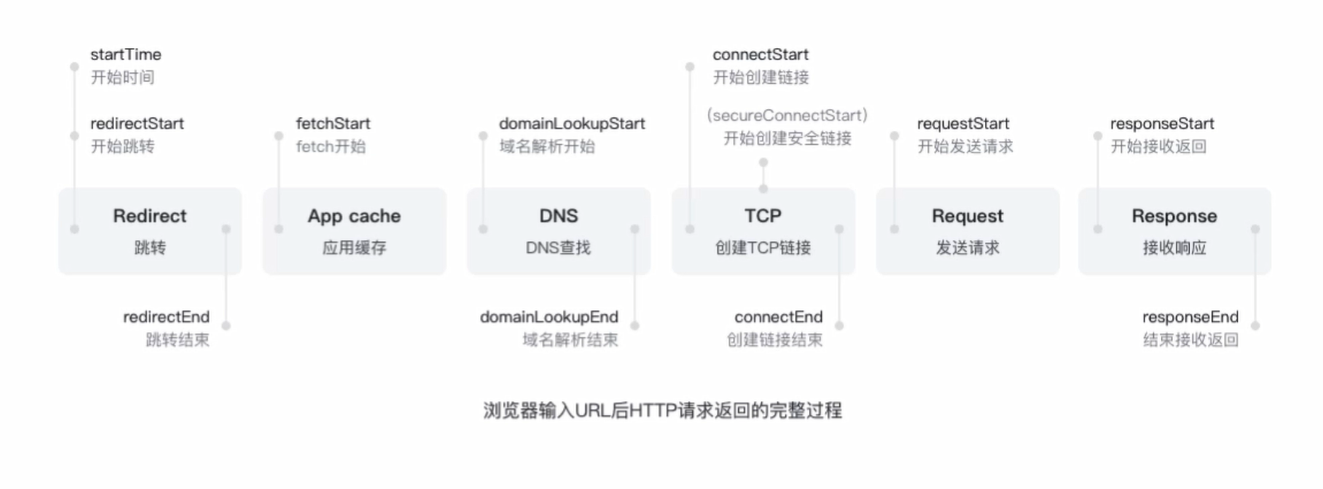 startTime
开始时间
redirectStart
开始跳转
fetchStart
fetch开始
domainLookupStart
域名解析开始
connectStart
开始创建链接
(secureConnectStart)
开始创建安全链接
requestStart
开始发送请求
responseStart
开始接收返回
Redirect
跳转
App cache
应用缓存
DNS
DNS查找
TCP
创建TCP链接
Request
发送请求
Response
接收响应
redirectEnd
跳转结束
domainLookupEnd
域名解析结束
connectEnd
创建链接结束
responseEnd
结束接收返回
浏览器输入URL后HTTP请求返回的完整过程